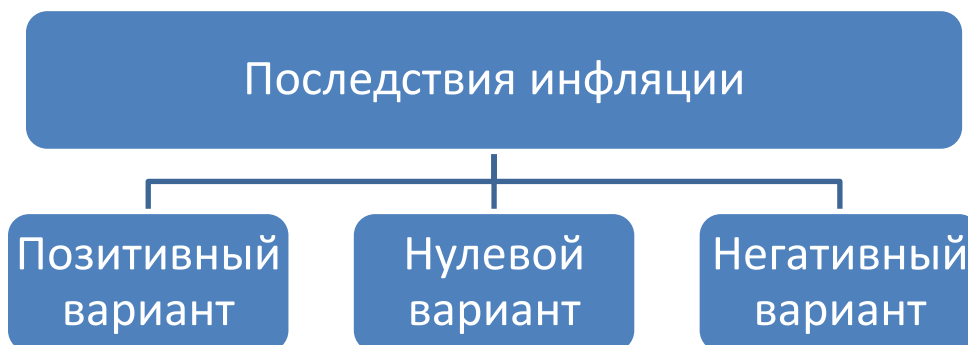 Последствия инфляции
Позитивный
вариант
Нулевой
вариант
Негативный
вариант